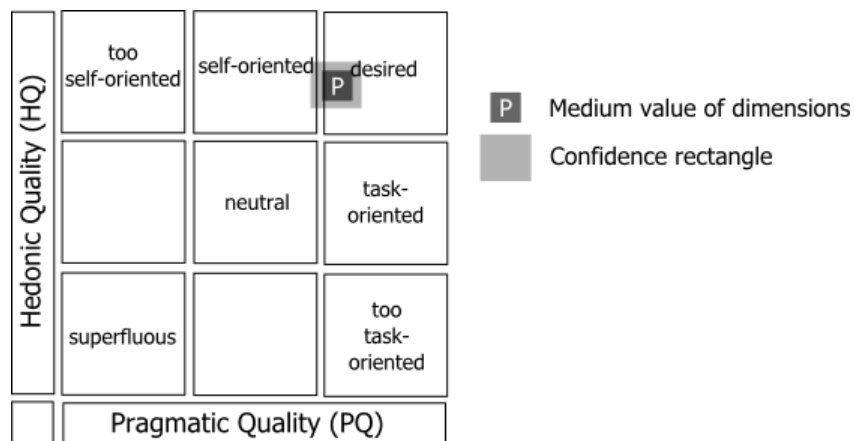 too
self-oriented
self-oriented
desired
P
Hedonic Quality (HQ)
neutral
task-
oriented
superfluous
too
task-
oriented
Pragmatic Quality (PQ)
P
Medium value of dimensions
Confidence rectangle